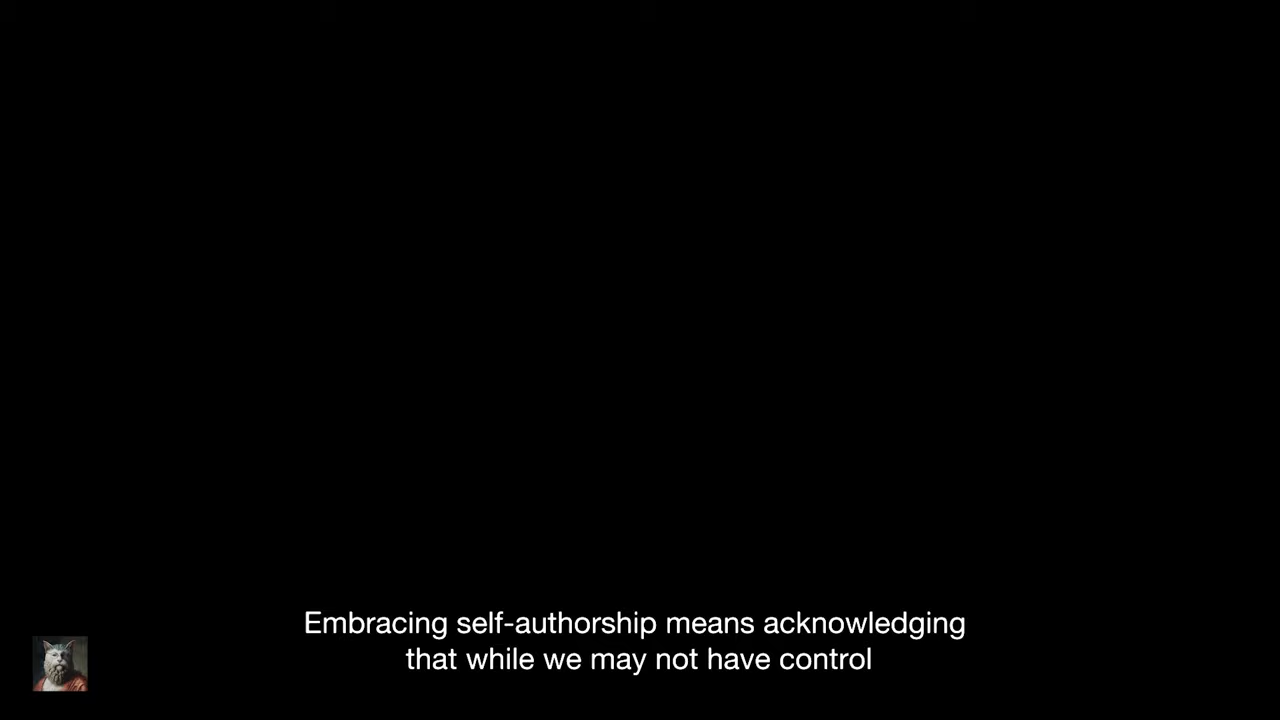 Embracing self-authorship means acknowledging
that while we may not have control